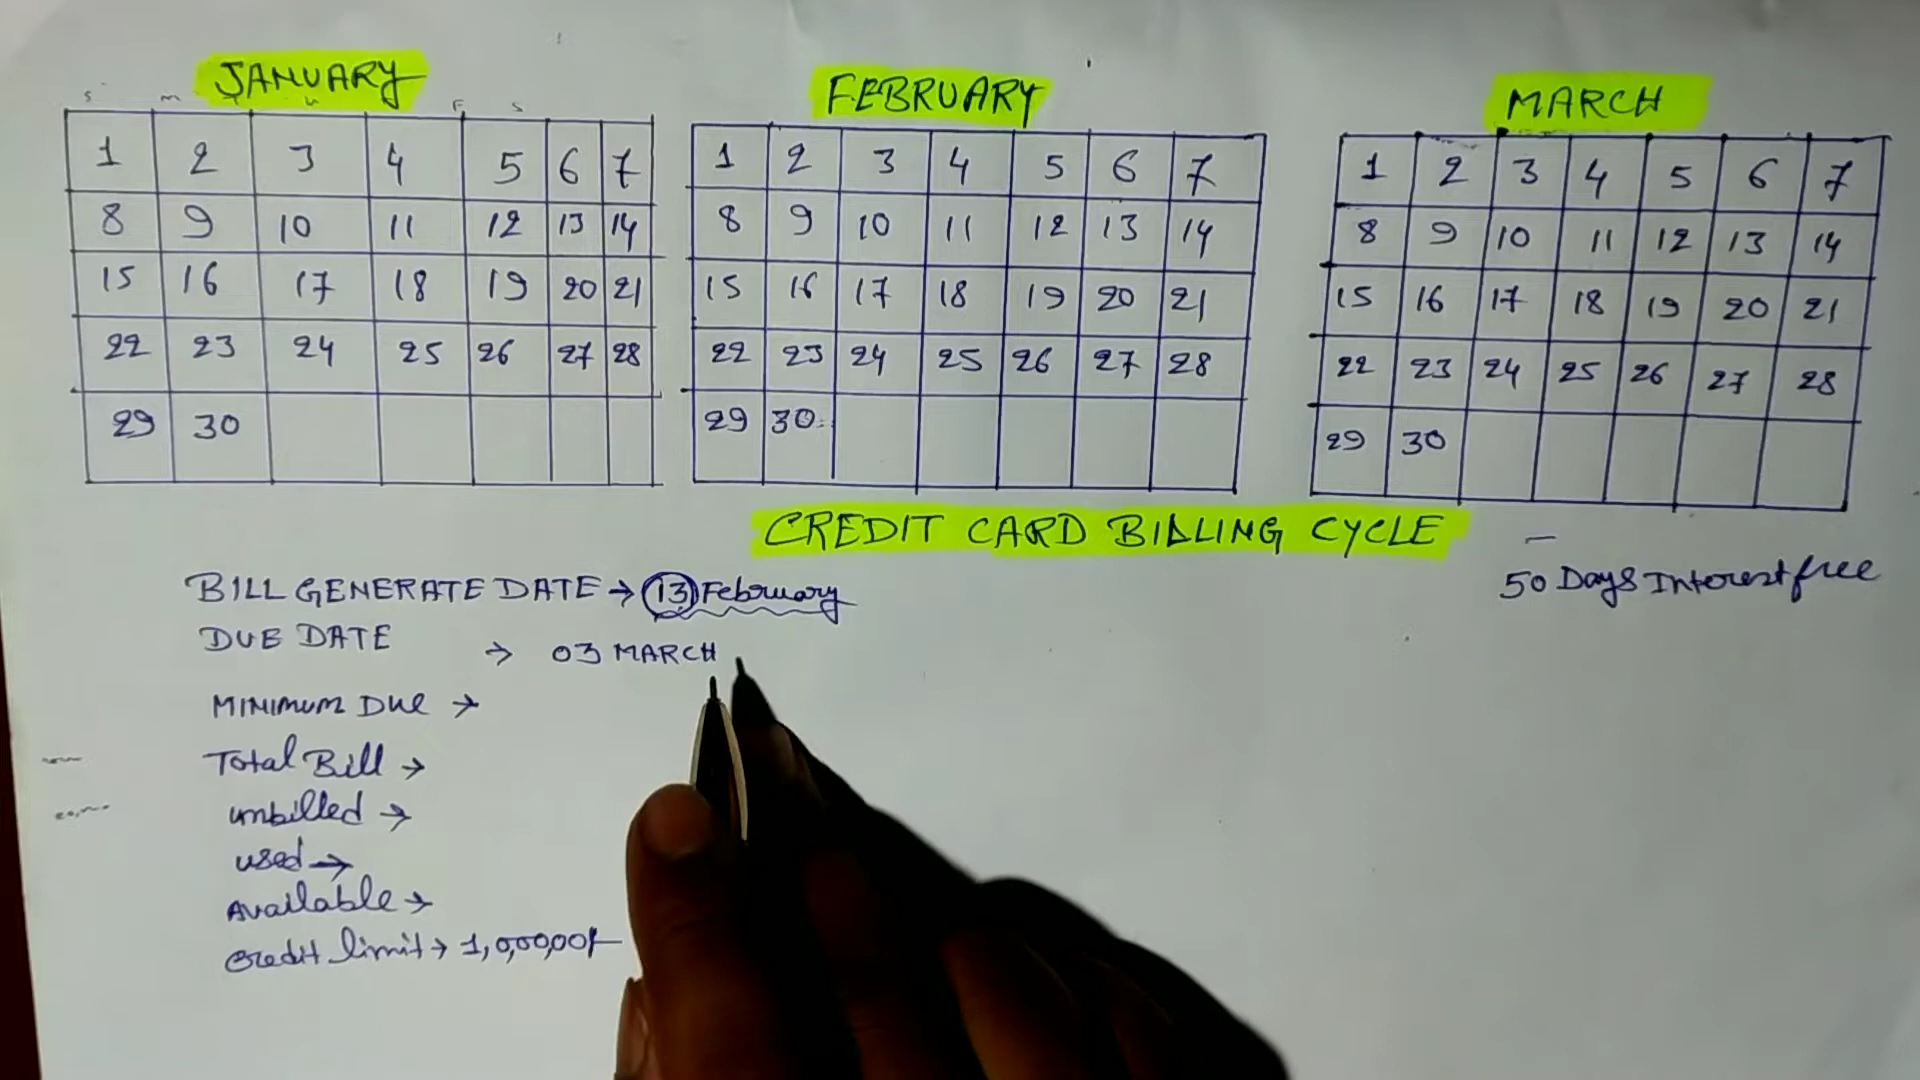 JANUARY
S M F S
1 2 3 4 5 6 7
8 9 10 11 12 13 14
15 16 17 18 19 20 21
22 23 24 25 26 27 28
29 30
FEBRUARY
1 2 3 4 5 6 7
8 9 10 11 12 13 14
15 16 17 18 19 20 21
22 23 24 25 26 27 28
29 30
MARCH
1 2 3 4 5 6 7
8 9 10 11 12 13 14
15 16 17 18 19 20 21
22 23 24 25 26 27 28
29 30
CREDIT CARD BILLING CYCLE
50 Days Interest free
BILL GENERATE DATE → 13 February
DUE DATE → 03 MARCH
MINIMUM DUE →
Total Bill →
unbilled →
used →
Available →
Credit limit → 1,00,000/-